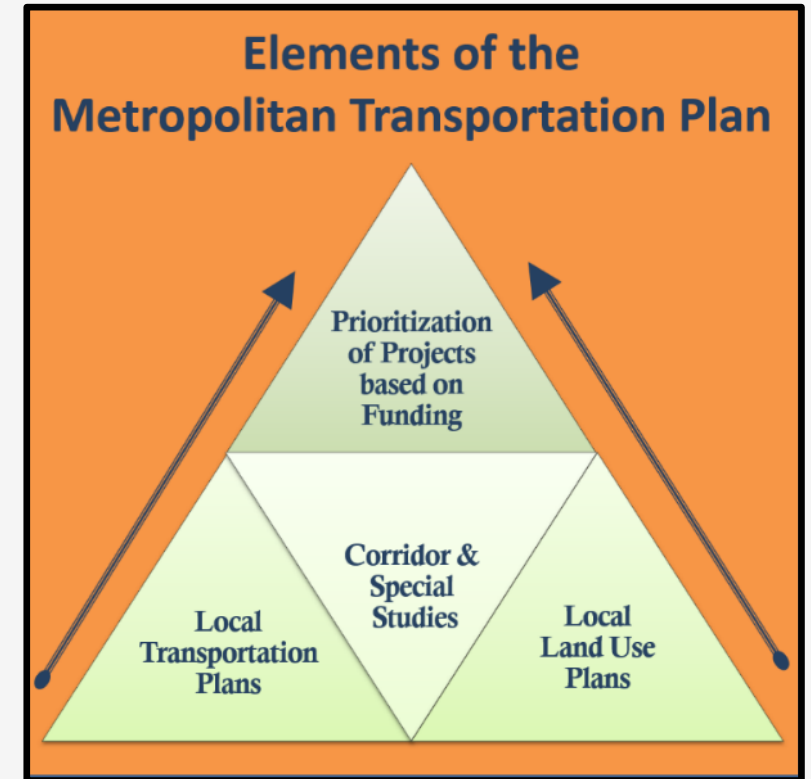 Elements of the
Metropolitan Transportation Plan
Prioritization
of Projects
based on
Funding
Corridor &
Special
Studies
Local
Transportation
Plans
Local
Land Use
Plans